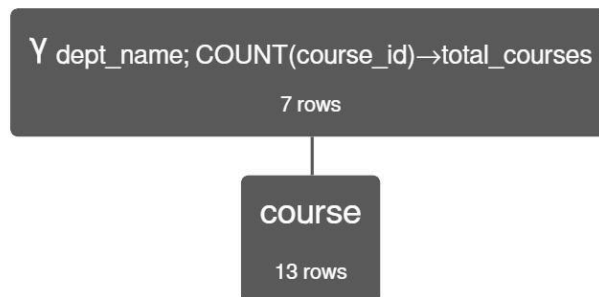 γ dept_name; COUNT(course_id)→total_courses
7 rows
course
13 rows